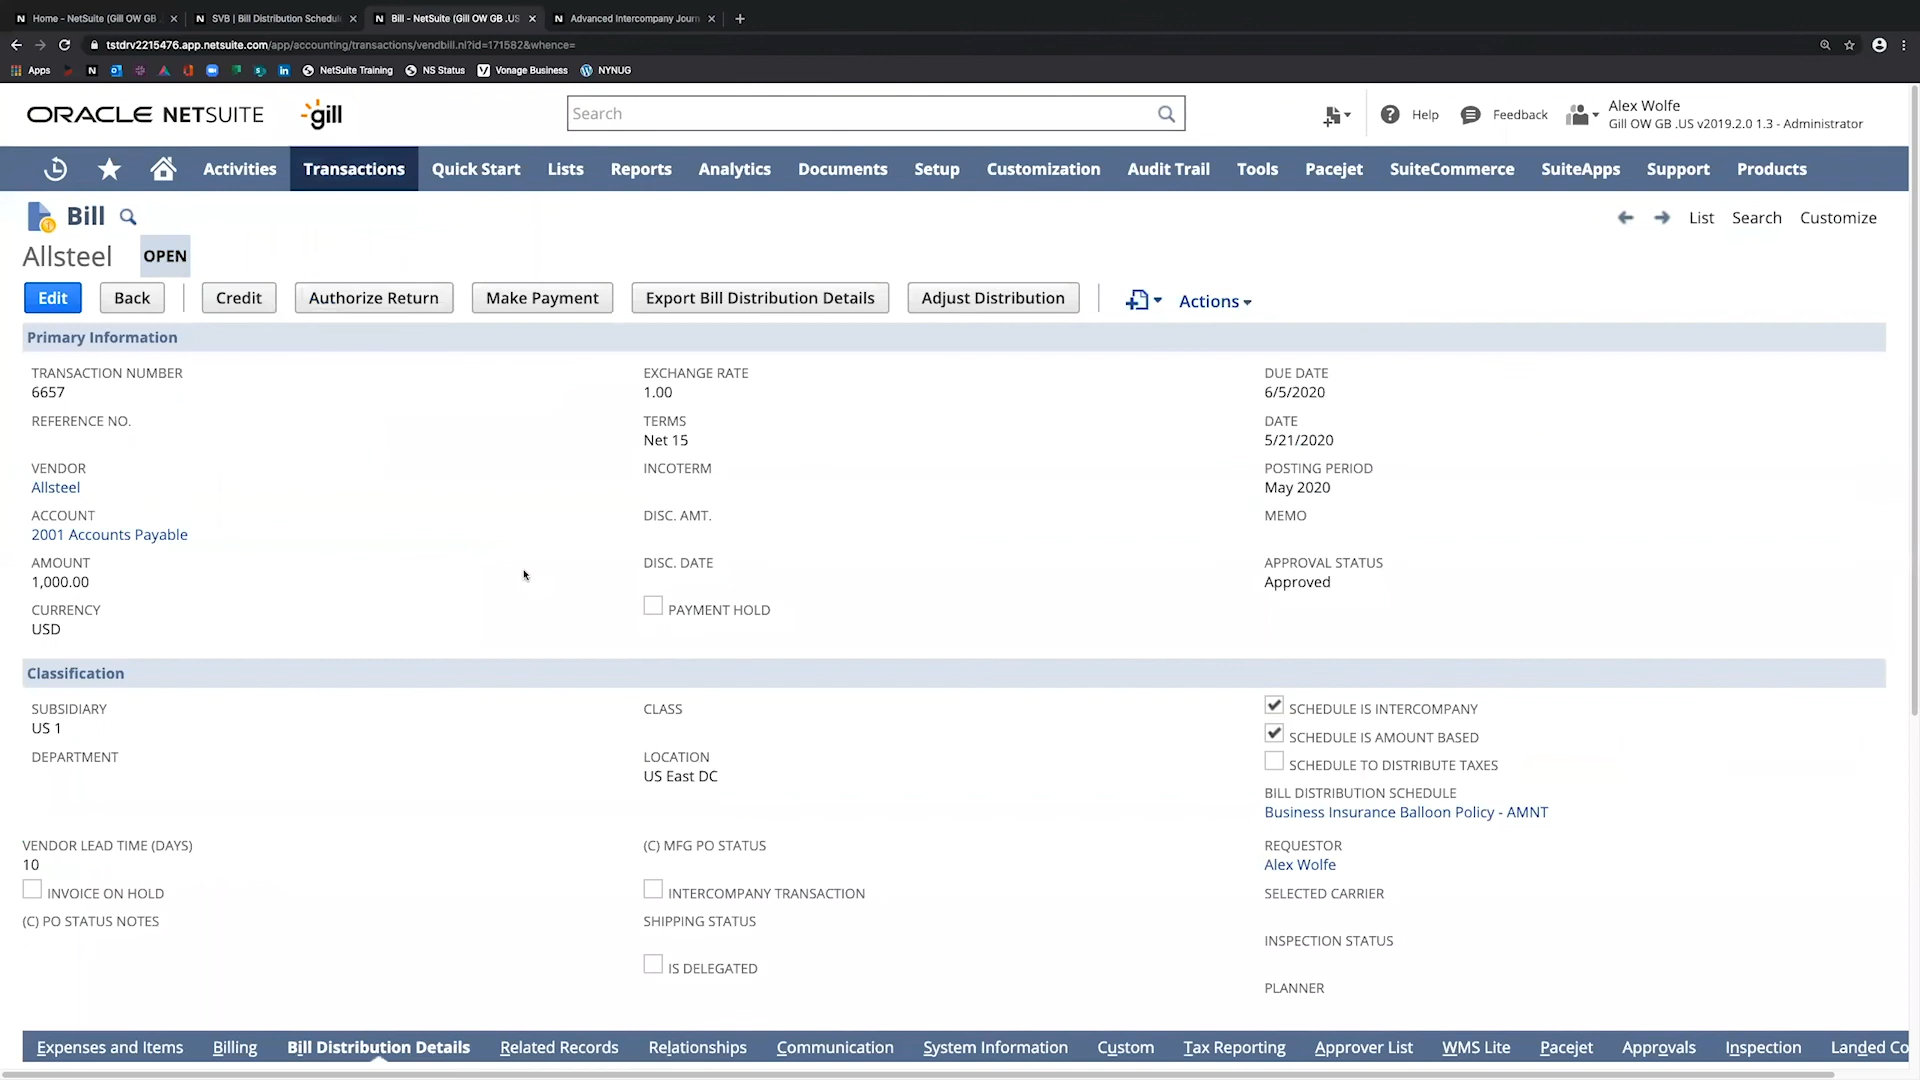 Home - NetSuite (Gill OW GB
SVB | Bill Distribution Schedul
Bill - NetSuite (Gill OW GB .US
Advanced Intercompany Journ
tstdrv2215476.app.netsuite.com/app/accounting/transactions/vendbill.nl?id=171582&whence=
Apps
NetSuite Training
NS Status
Vonage Business
NYNUG
ORACLE NETSUITE
gill
Search
Help
Feedback
Alex Wolfe
Gill OW GB .US v2019.2.0 1.3 - Administrator
Activities
Transactions
Quick Start
Lists
Reports
Analytics
Documents
Setup
Customization
Audit Trail
Tools
Pacejet
SuiteCommerce
SuiteApps
Support
Products
Bill
List
Search
Customize
Allsteel
OPEN
Edit
Back
Credit
Authorize Return
Make Payment
Export Bill Distribution Details
Adjust Distribution
Actions
Primary Information
TRANSACTION NUMBER
6657
REFERENCE NO.
VENDOR
Allsteel
ACCOUNT
2001 Accounts Payable
AMOUNT
1,000.00
CURRENCY
USD
EXCHANGE RATE
1.00
TERMS
Net 15
INCOTERM
DISC. AMT.
DISC. DATE
PAYMENT HOLD
DUE DATE
6/5/2020
DATE
5/21/2020
POSTING PERIOD
May 2020
MEMO
APPROVAL STATUS
Approved
Classification
SUBSIDIARY
US 1
DEPARTMENT
CLASS
LOCATION
US East DC
SCHEDULE IS INTERCOMPANY
SCHEDULE IS AMOUNT BASED
SCHEDULE TO DISTRIBUTE TAXES
BILL DISTRIBUTION SCHEDULE
Business Insurance Balloon Policy - AMNT
VENDOR LEAD TIME (DAYS)
10
INVOICE ON HOLD
(C) PO STATUS NOTES
(C) MFG PO STATUS
INTERCOMPANY TRANSACTION
SHIPPING STATUS
IS DELEGATED
REQUESTOR
Alex Wolfe
SELECTED CARRIER
INSPECTION STATUS
PLANNER
Expenses and Items
Billing
Bill Distribution Details
Related Records
Relationships
Communication
System Information
Custom
Tax Reporting
Approver List
WMS Lite
Pacejet
Approvals
Inspection
Landed Co